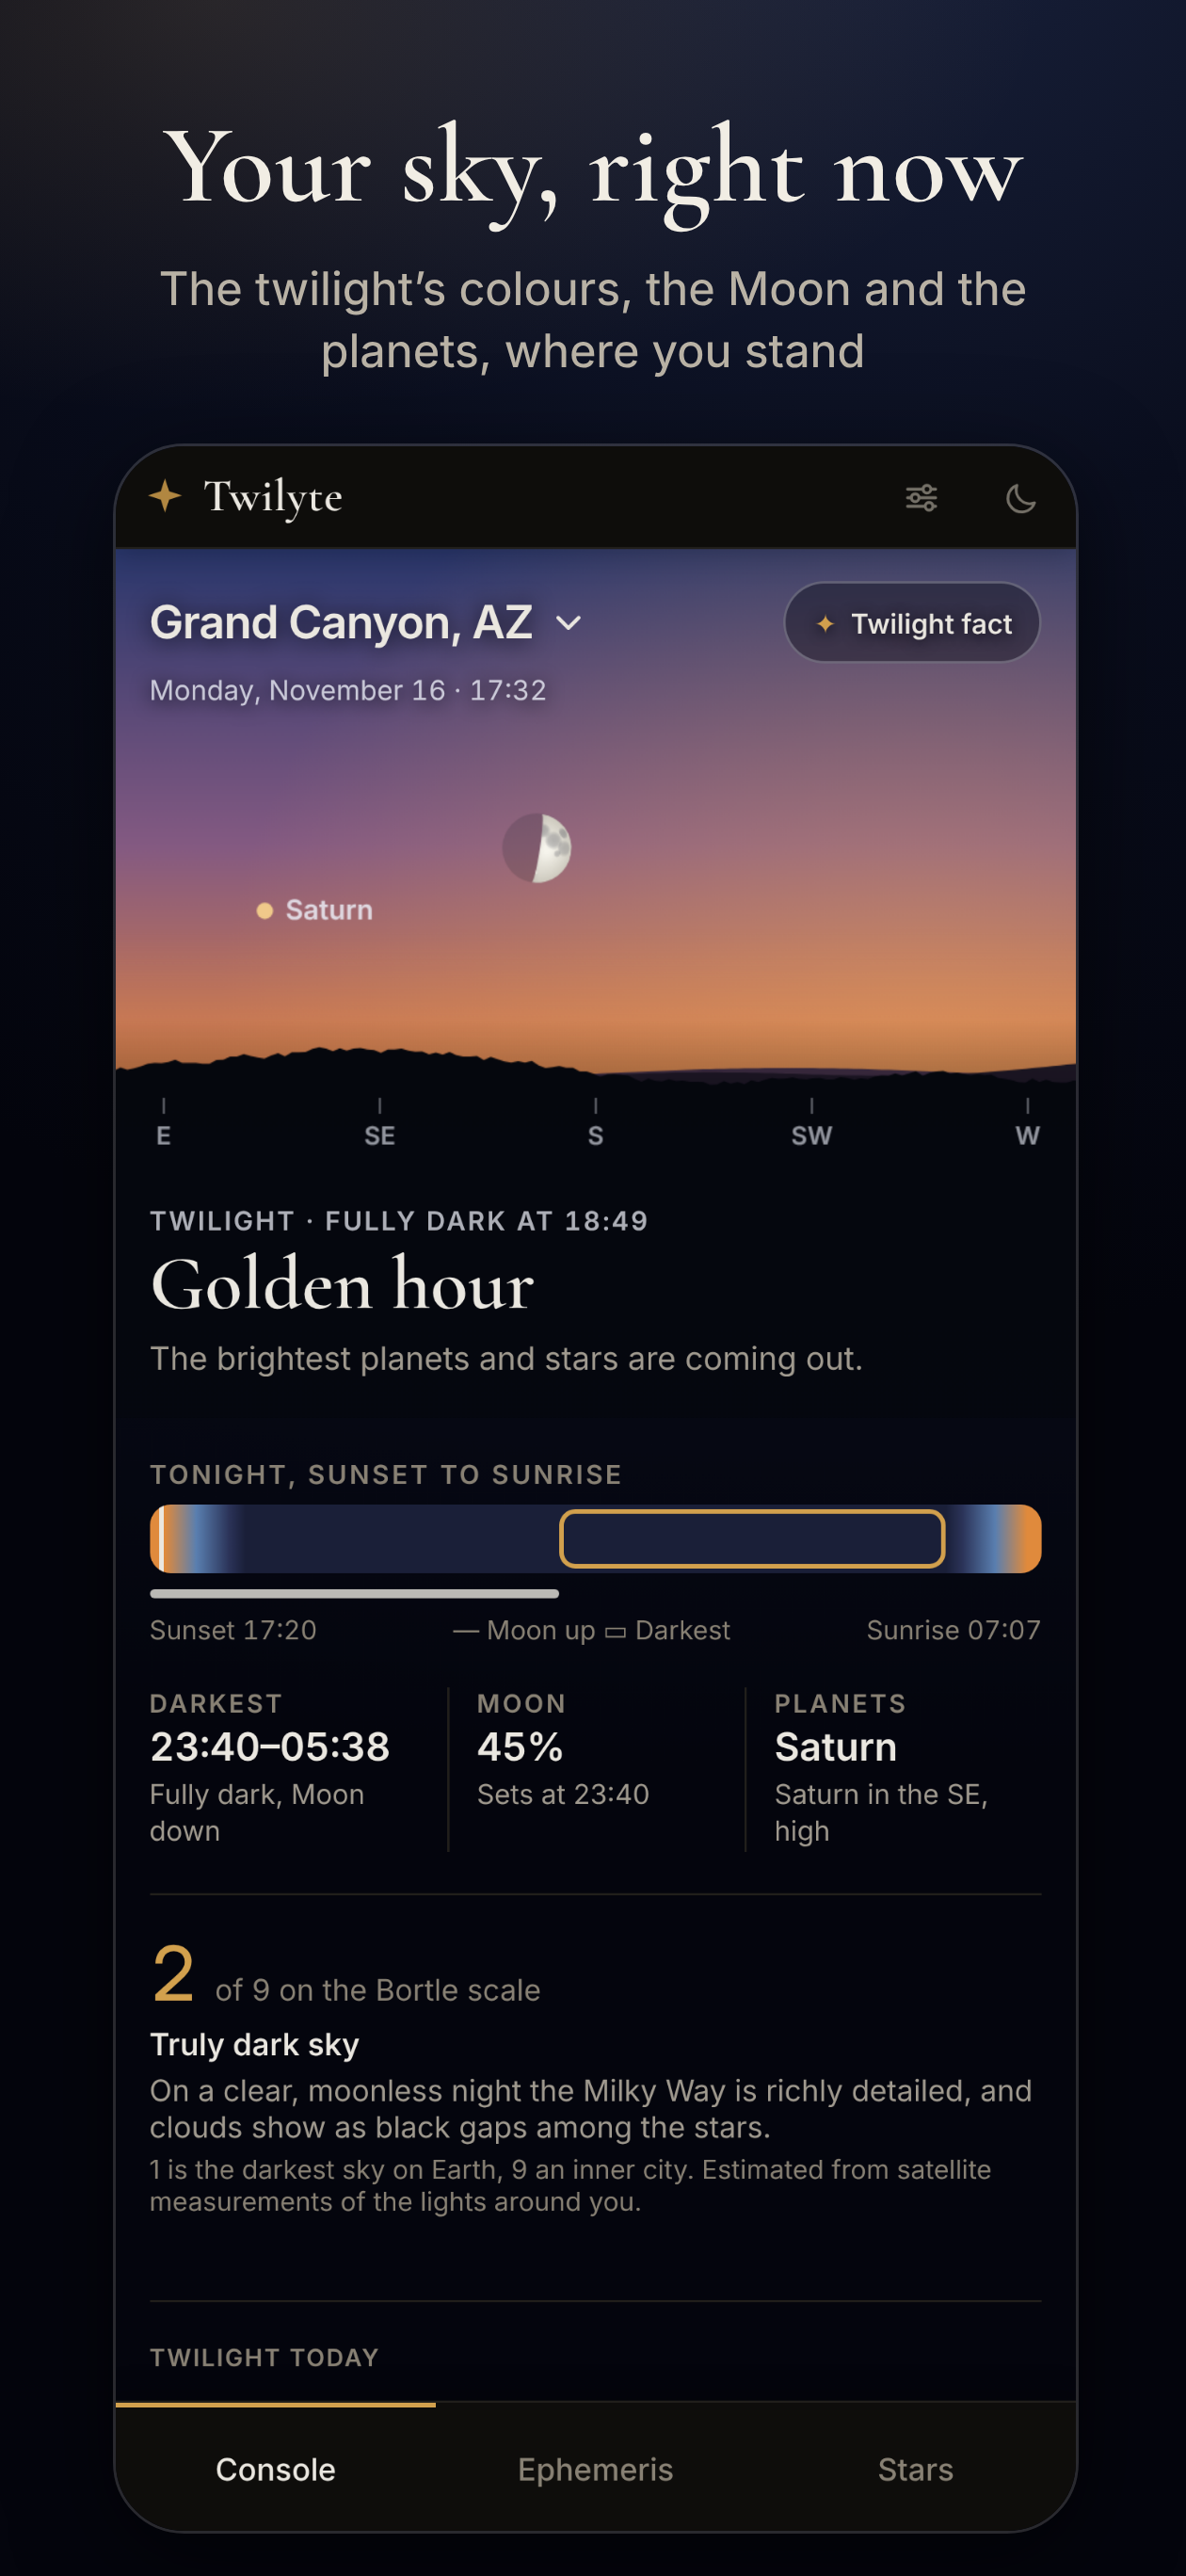 Your sky, right now
The twilight’s colours, the Moon and the
planets, where you stand
Twilyte
Grand Canyon, AZ
✦ Twilight fact
Monday, November 16 · 17:32
Saturn
E SE S SW W
TWILIGHT · FULLY DARK AT 18:49
Golden hour
The brightest planets and stars are coming out.
TONIGHT, SUNSET TO SUNRISE
Sunset 17:20 — Moon up ▭ Darkest Sunrise 07:07
DARKEST
23:40–05:38
Fully dark, Moon
down
MOON
45%
Sets at 23:40
PLANETS
Saturn
Saturn in the SE,
high
2 of 9 on the Bortle scale
Truly dark sky
On a clear, moonless night the Milky Way is richly detailed, and
clouds show as black gaps among the stars.
1 is the darkest sky on Earth, 9 an inner city. Estimated from satellite
measurements of the lights around you.
TWILIGHT TODAY
Console Ephemeris Stars